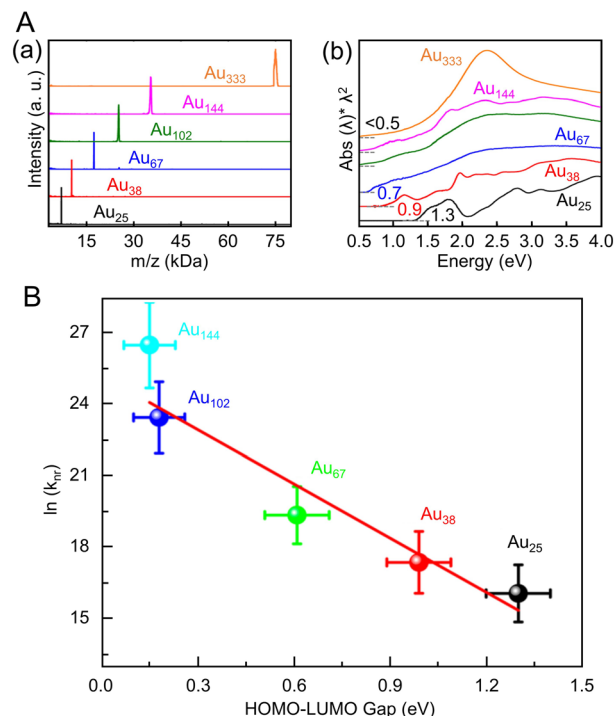 A
(a)
Intensity (a. u.)
Au333
Au144
Au102
Au67
Au38
Au25
15 30 45 60 75
m/z (kDa)
(b)
Abs (λ)* λ²
Au333
Au144
<0.5
Au67
0.7
Au38
0.9
Au25
1.3
0.5 1.0 1.5 2.0 2.5 3.0 3.5 4.0
Energy (eV)
B
ln (knr)
27
24
21
18
15
Au144
Au102
Au67
Au38
Au25
0.0 0.3 0.6 0.9 1.2 1.5
HOMO-LUMO Gap (eV)